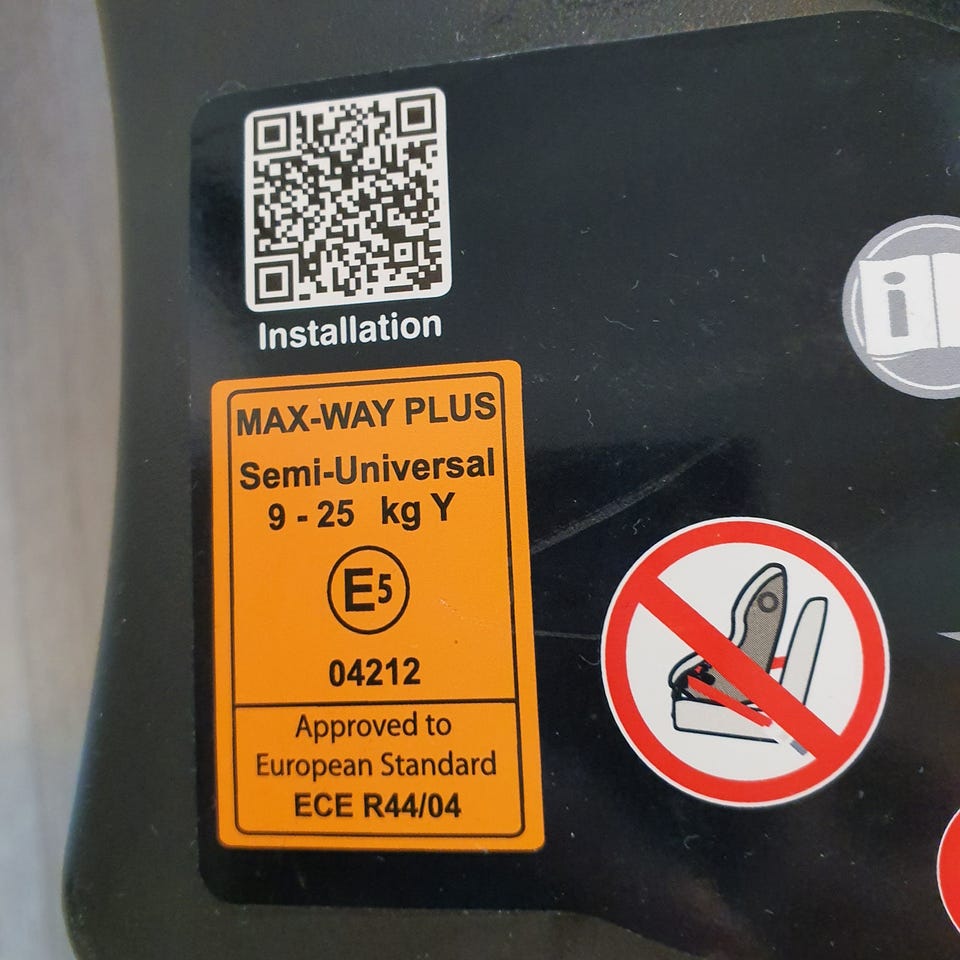 Installation
MAX-WAY PLUS
Semi-Universal
9 - 25 kg Y
E5
04212
Approved to
European Standard
ECE R44/04
i